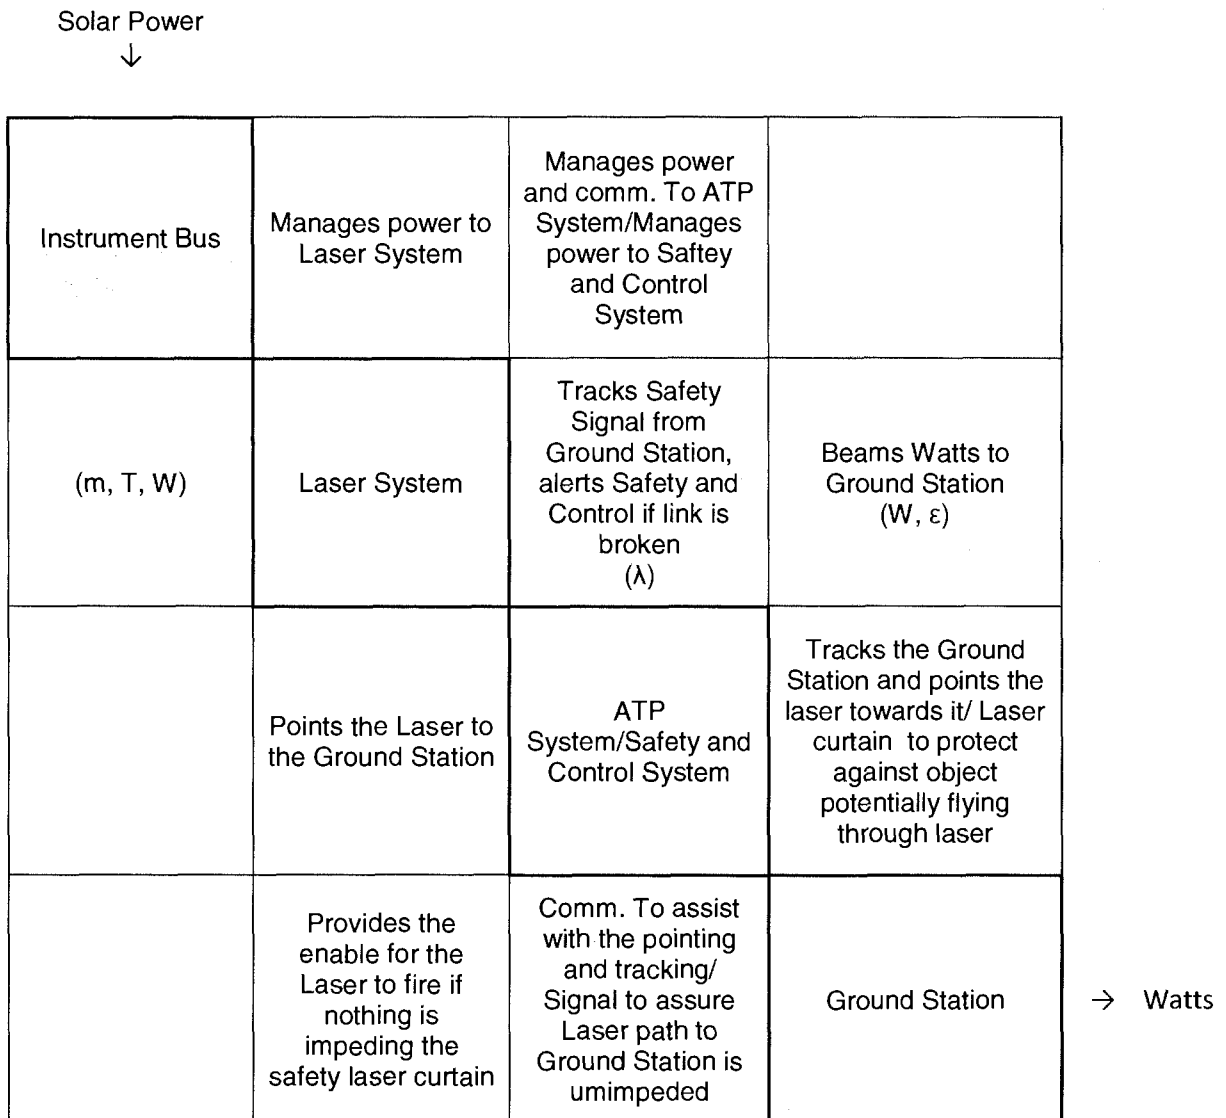 Solar Power
↓
Instrument Bus
Manages power to
Laser System
Manages power
and comm. To ATP
System/Manages
power to Saftey
and Control
System
(m, T, W)
Laser System
Tracks Safety
Signal from
Ground Station,
alerts Safety and
Control if link is
broken
(λ)
Beams Watts to
Ground Station
(W, ε)
Points the Laser to
the Ground Station
ATP
System/Safety and
Control System
Tracks the Ground
Station and points the
laser towards it/ Laser
curtain to protect
against object
potentially flying
through laser
Provides the
enable for the
Laser to fire if
nothing is
impeding the
safety laser curtain
Comm. To assist
with the pointing
and tracking/
Signal to assure
Laser path to
Ground Station is
umimpeded
Ground Station
→ Watts